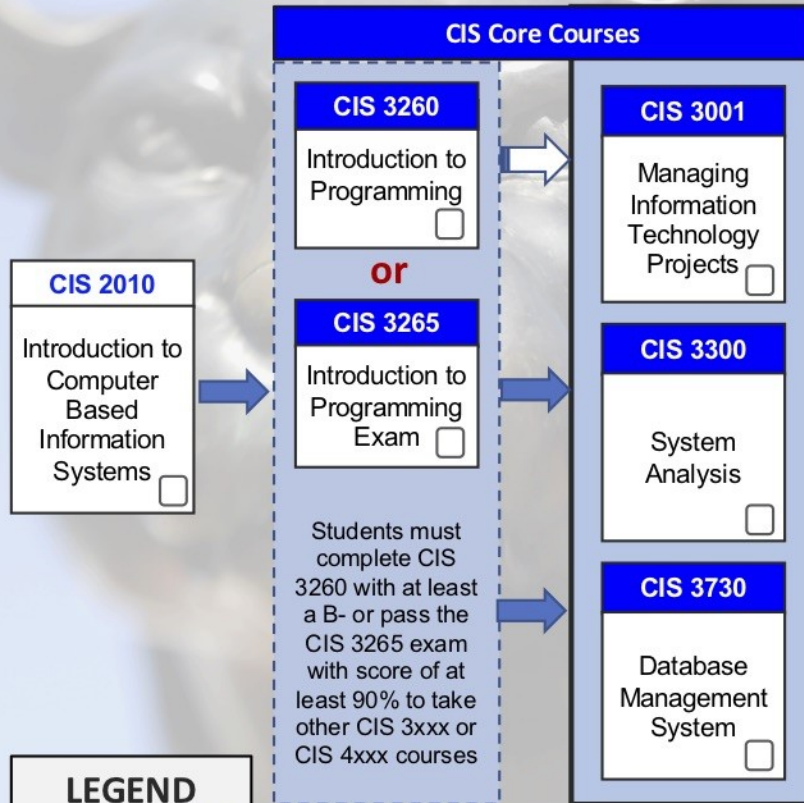 CIS Core Courses
CIS 2010
Introduction to
Computer
Based
Information
Systems
CIS 3260
Introduction to
Programming
or
CIS 3265
Introduction to
Programming
Exam
Students must
complete CIS
3260 with at least
a B- or pass the
CIS 3265 exam
with score of at
least 90% to take
other CIS 3xxx or
CIS 4xxx courses
CIS 3001
Managing
Information
Technology
Projects
CIS 3300
System
Analysis
CIS 3730
Database
Management
System
LEGEND